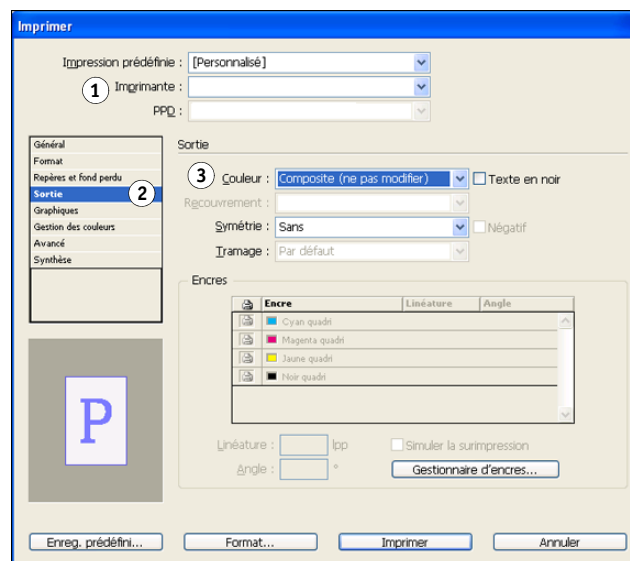 Imprimer
Impression prédéfinie : [Personnalisé]
1 Imprimante :
PPD :
Général
Format
Repères et fond perdu
Sortie 2
Graphiques
Gestion des couleurs
Avancé
Synthèse
Sortie
3 Couleur : Composite (ne pas modifier) Texte en noir
Recouvrement :
Symétrie : Sans Négatif
Tramage : Par défaut
Encres
Encre Linéature Angle
Cyan quadri
Magenta quadri
Jaune quadri
Noir quadri
Linéature : lpp Simuler la surimpression
Angle : ° Gestionnaire d'encres...
P
Enreg. prédéfini... Format... Imprimer Annuler